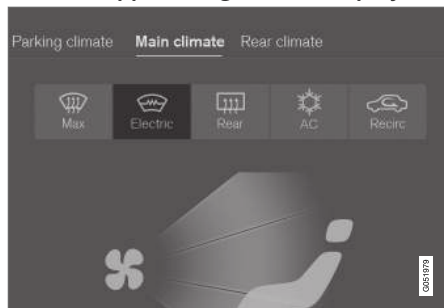 Parking climate Main climate Rear climate
Max Electric Rear AC Recirc
G051979